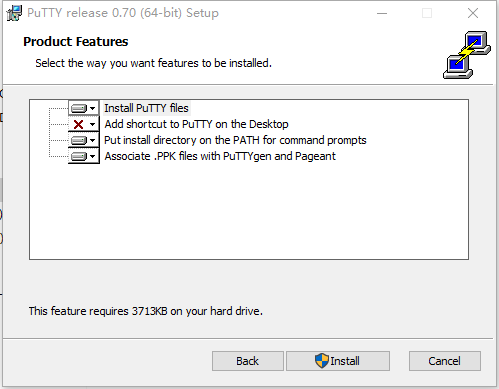 PuTTY release 0.70 (64-bit) Setup
Product Features
Select the way you want features to be installed.
Install PuTTY files
Add shortcut to PuTTY on the Desktop
Put install directory on the PATH for command prompts
Associate .PPK files with PuTTYgen and Pageant
This feature requires 3713KB on your hard drive.
Back
Install
Cancel